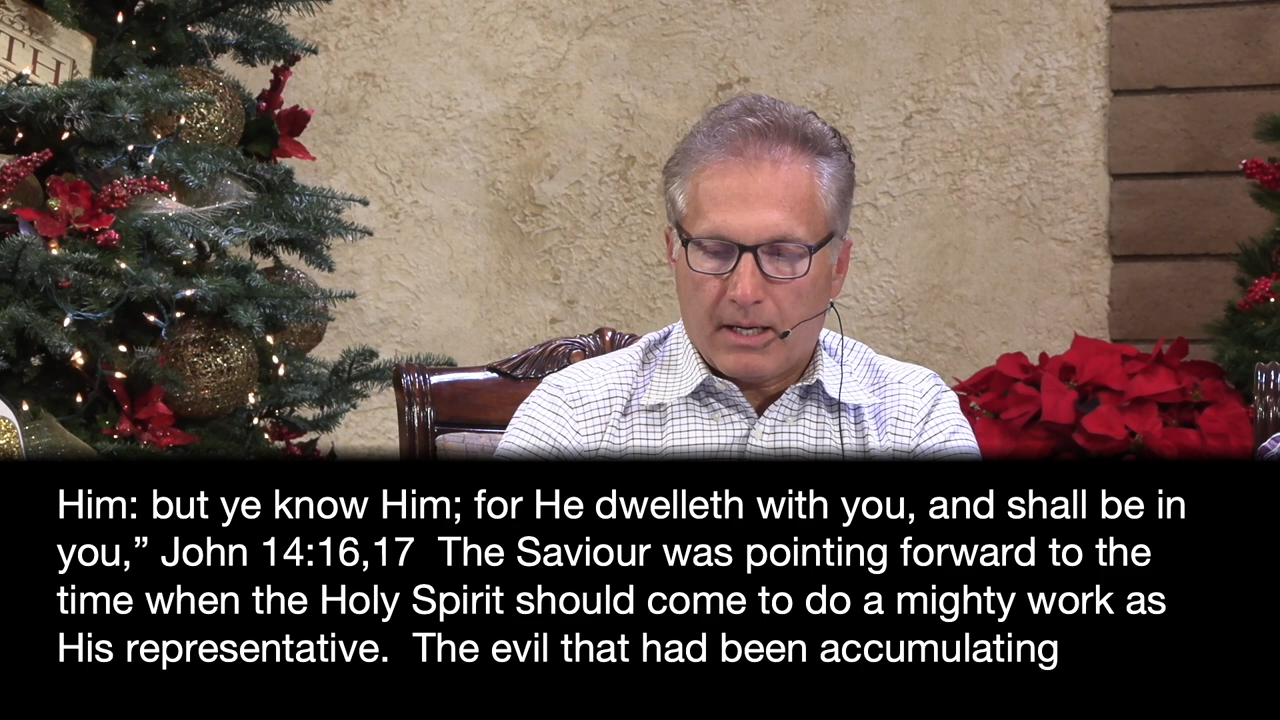 TH
Him: but ye know Him; for He dwelleth with you, and shall be in
you,” John 14:16,17  The Saviour was pointing forward to the
time when the Holy Spirit should come to do a mighty work as
His representative.  The evil that had been accumulating